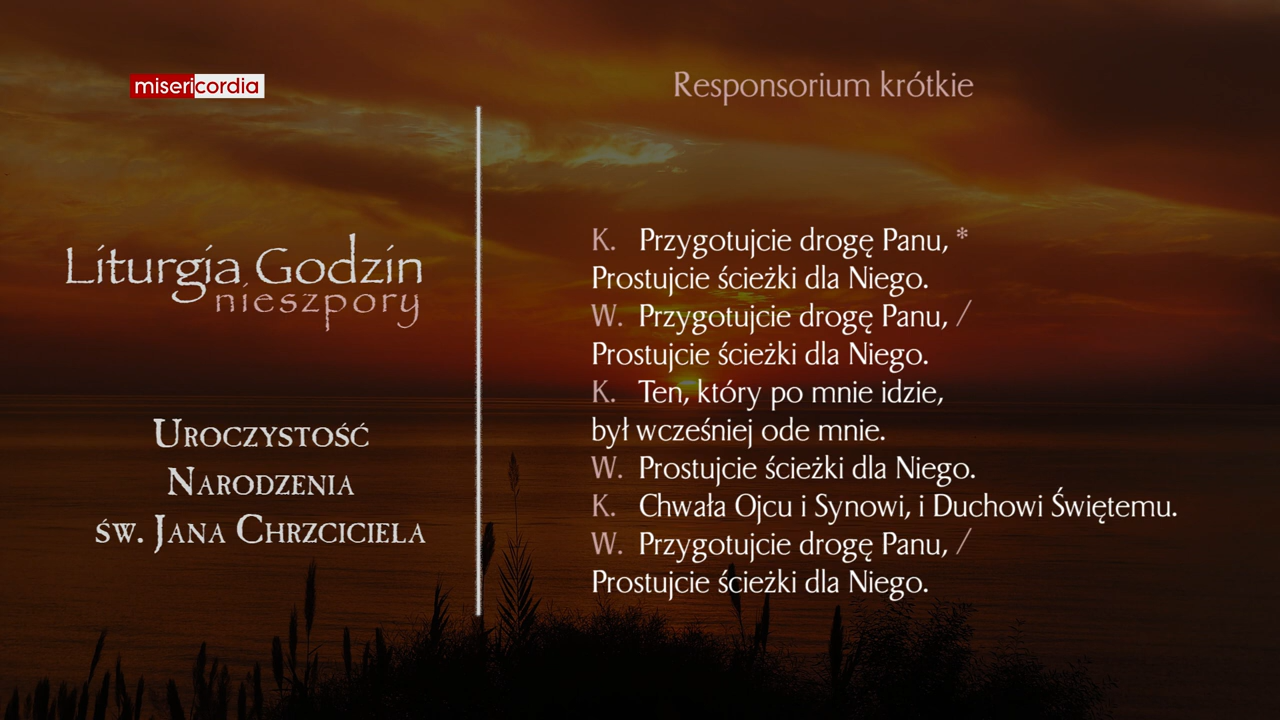 misericordia
Responsorium krótkie
Liturgia Godzin
nieszpory
Uroczystość
Narodzenia
św. Jana Chrzciciela
K. Przygotujcie drogę Panu, *
Prostujcie ścieżki dla Niego.
W. Przygotujcie drogę Panu, /
Prostujcie ścieżki dla Niego.
K. Ten, który po mnie idzie,
był wcześniej ode mnie.
W. Prostujcie ścieżki dla Niego.
K. Chwała Ojcu i Synowi, i Duchowi Świętemu.
W. Przygotujcie drogę Panu, /
Prostujcie ścieżki dla Niego.